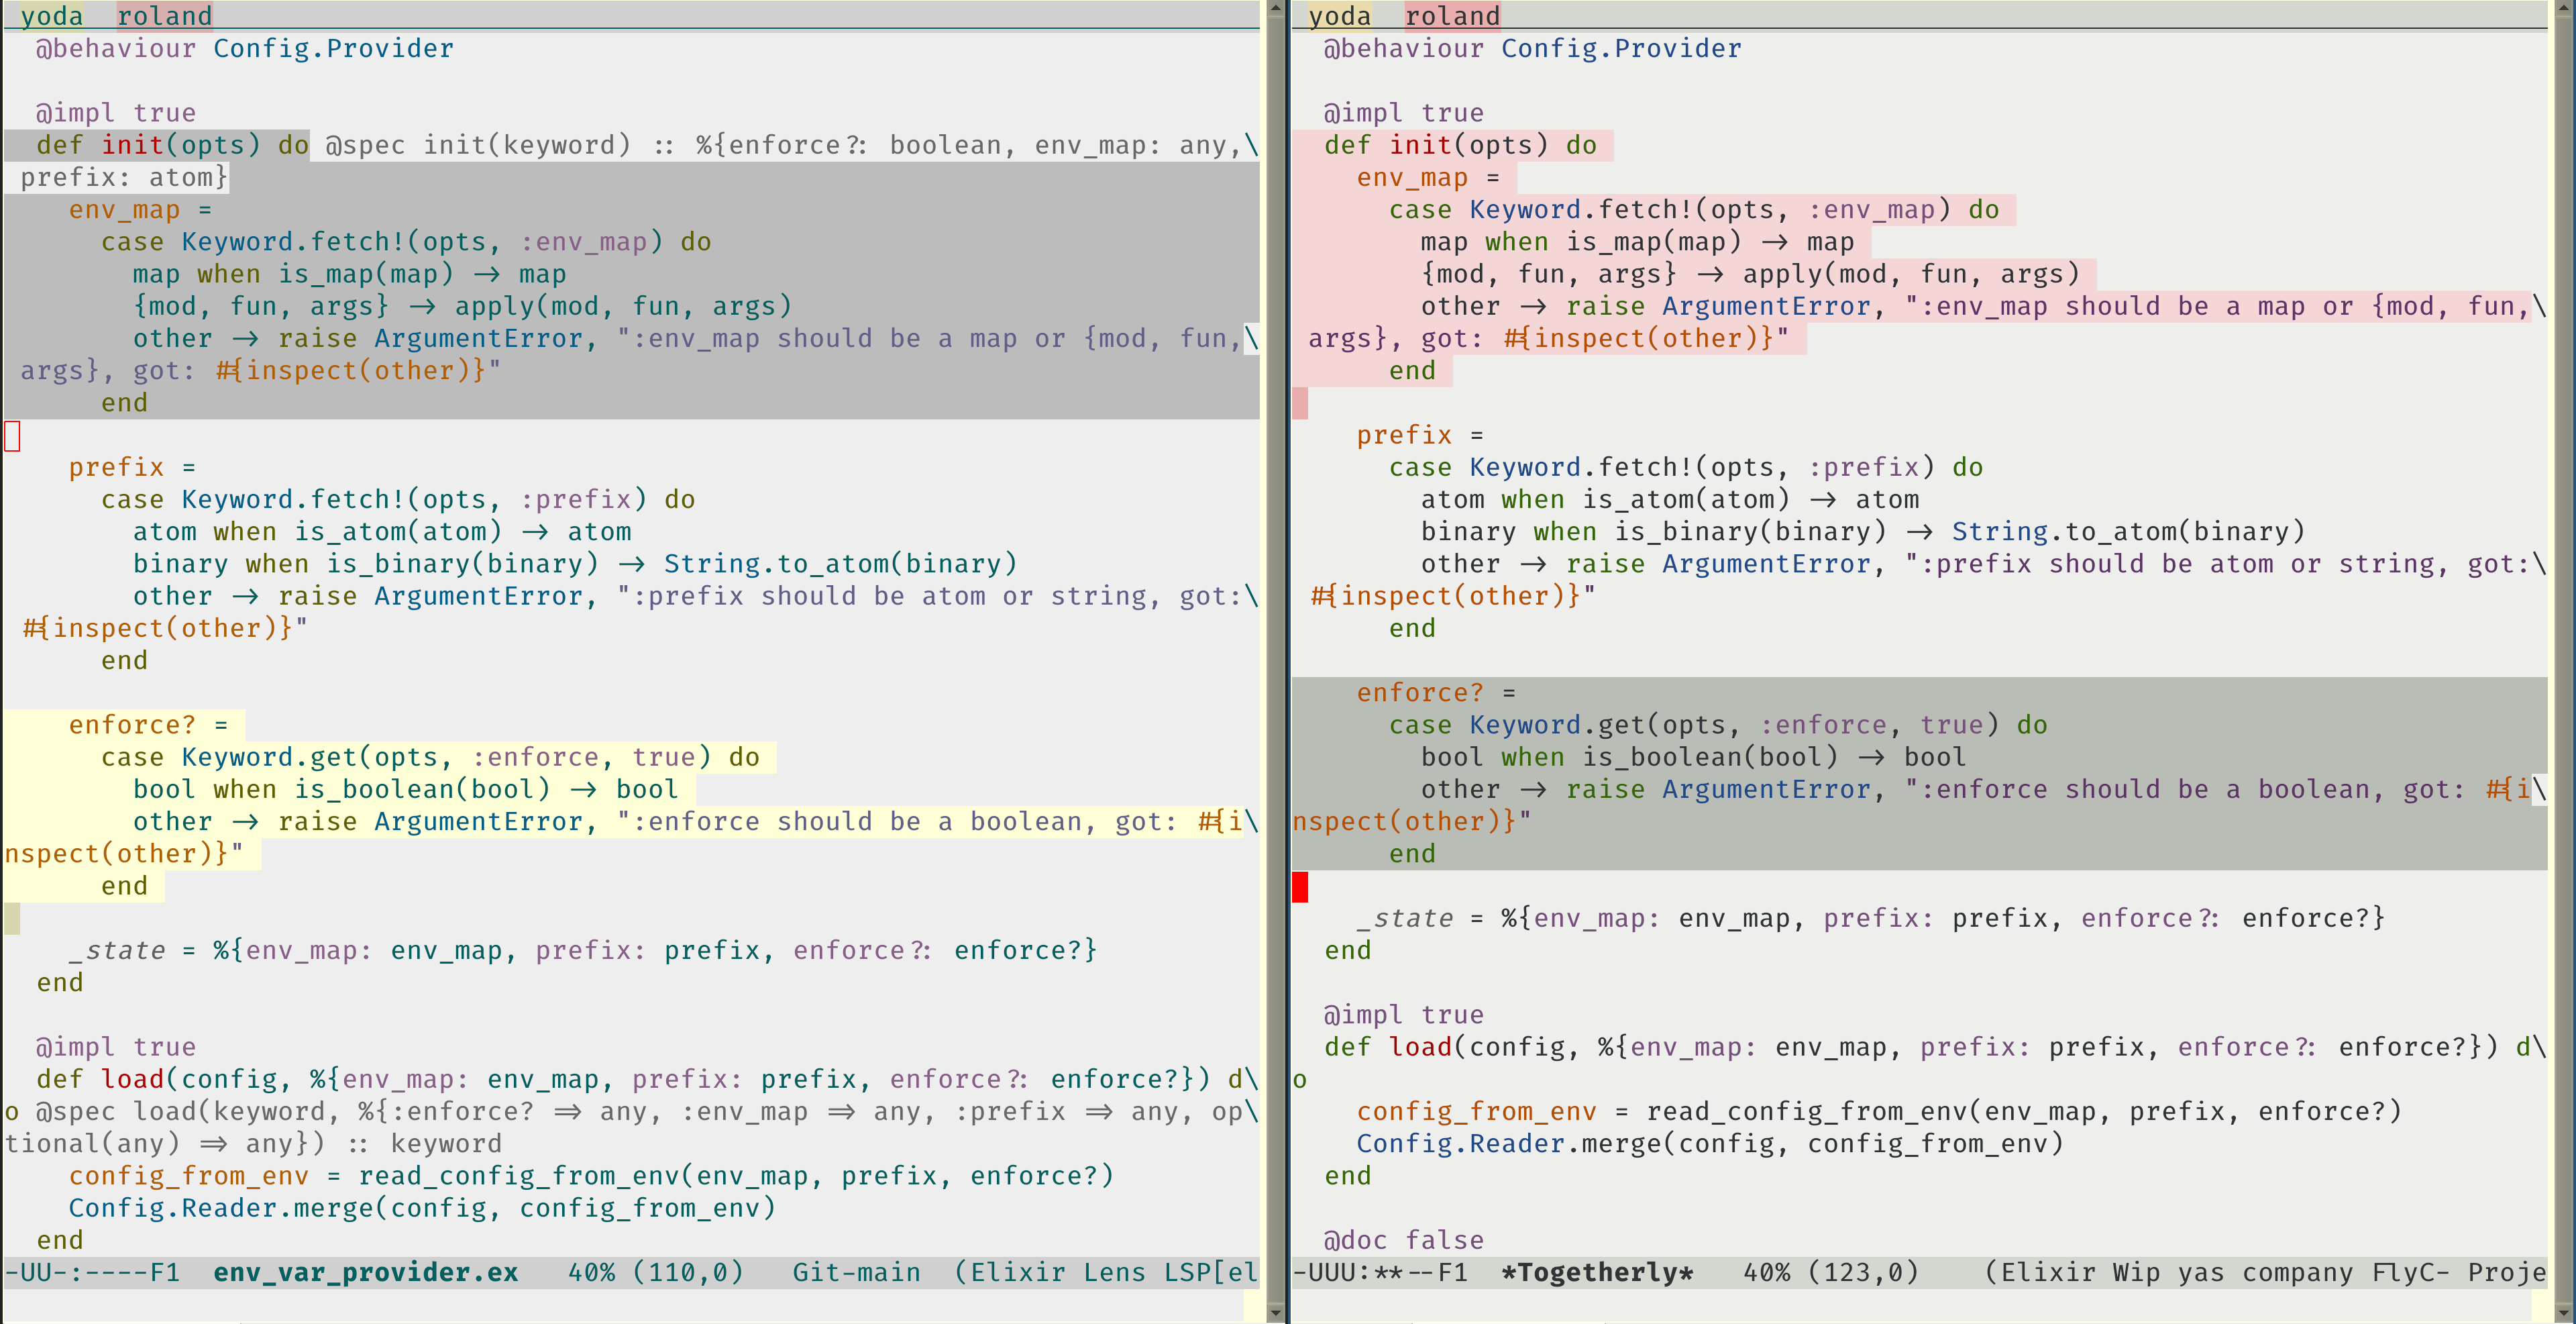 yoda roland
@behaviour Config.Provider
@impl true
def init(opts) do @spec init(keyword) :: %{enforce?: boolean, env_map: any,\
prefix: atom}
env_map =
case Keyword.fetch!(opts, :env_map) do
map when is_map(map) -> map
{mod, fun, args} -> apply(mod, fun, args)
other -> raise ArgumentError, ":env_map should be a map or {mod, fun,\
args}, got: #{inspect(other)}"
end
prefix =
case Keyword.fetch!(opts, :prefix) do
atom when is_atom(atom) -> atom
binary when is_binary(binary) -> String.to_atom(binary)
other -> raise ArgumentError, ":prefix should be atom or string, got:\
#{inspect(other)}"
end
enforce? =
case Keyword.get(opts, :enforce, true) do
bool when is_boolean(bool) -> bool
other -> raise ArgumentError, ":enforce should be a boolean, got: #{i\
nspect(other)}"
end
_state = %{env_map: env_map, prefix: prefix, enforce?: enforce?}
end
@impl true
def load(config, %{env_map: env_map, prefix: prefix, enforce?: enforce?}) d\
o @spec load(keyword, %{:enforce? => any, :env_map => any, :prefix => any, op\
tional(any) => any}) :: keyword
config_from_env = read_config_from_env(env_map, prefix, enforce?)
Config.Reader.merge(config, config_from_env)
end
-UU-:----F1 env_var_provider.ex 40% (110,0) Git-main (Elixir Lens LSP[el
yoda roland
@behaviour Config.Provider
@impl true
def init(opts) do
env_map =
case Keyword.fetch!(opts, :env_map) do
map when is_map(map) -> map
{mod, fun, args} -> apply(mod, fun, args)
other -> raise ArgumentError, ":env_map should be a map or {mod, fun,\
args}, got: #{inspect(other)}"
end
prefix =
case Keyword.fetch!(opts, :prefix) do
atom when is_atom(atom) -> atom
binary when is_binary(binary) -> String.to_atom(binary)
other -> raise ArgumentError, ":prefix should be atom or string, got:\
#{inspect(other)}"
end
enforce? =
case Keyword.get(opts, :enforce, true) do
bool when is_boolean(bool) -> bool
other -> raise ArgumentError, ":enforce should be a boolean, got: #{i\
nspect(other)}"
end
_state = %{env_map: env_map, prefix: prefix, enforce?: enforce?}
end
@impl true
def load(config, %{env_map: env_map, prefix: prefix, enforce?: enforce?}) d\
o
config_from_env = read_config_from_env(env_map, prefix, enforce?)
Config.Reader.merge(config, config_from_env)
end
@doc false
-UUU:**--F1 *Togetherly* 40% (123,0) (Elixir Wip yas company FlyC- Proje